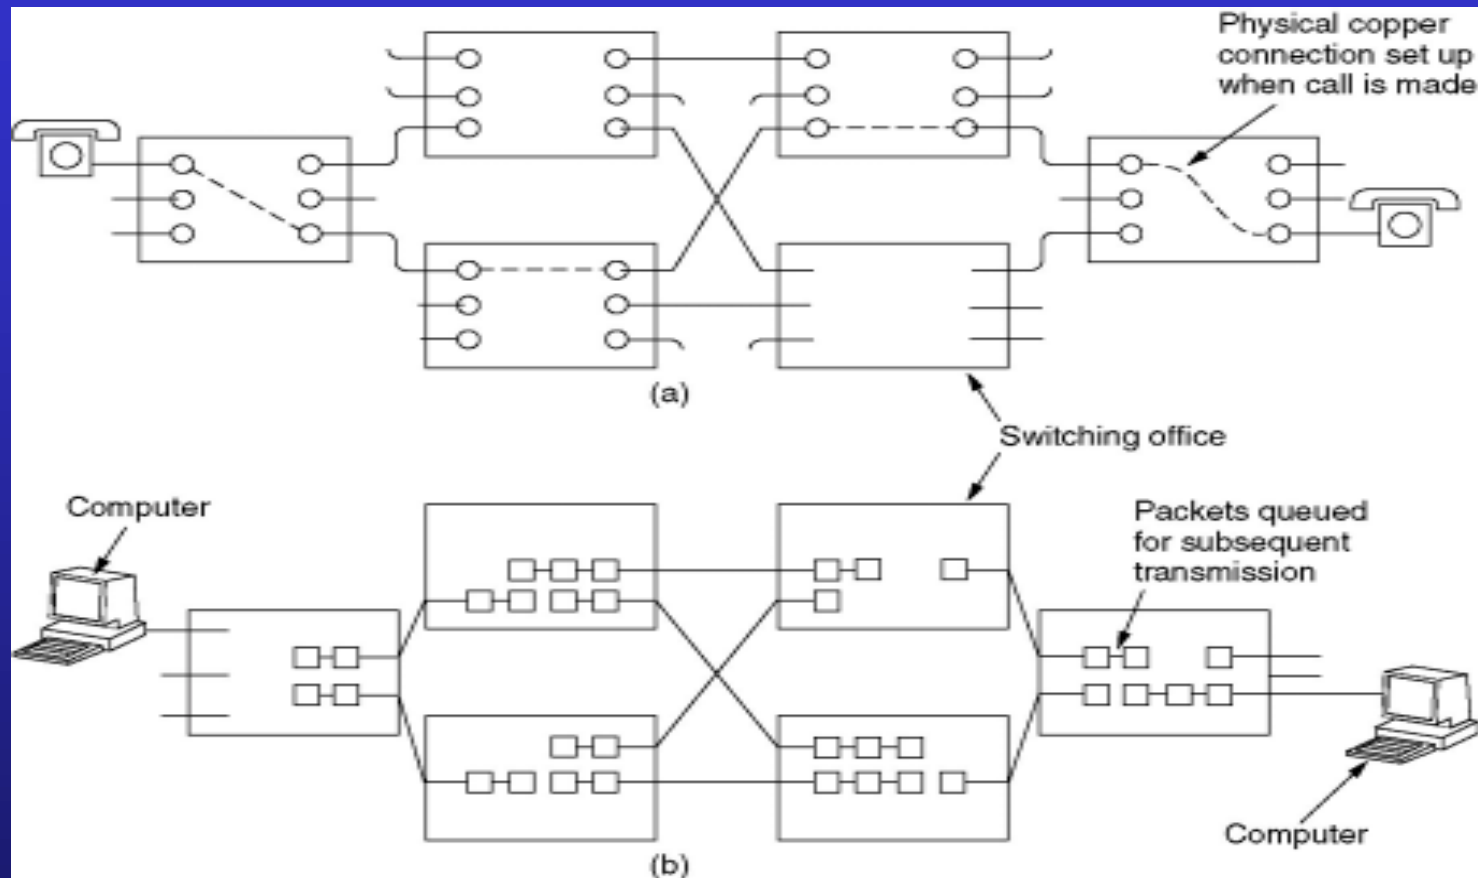 Physical copper
connection set up
when call is made
(a)
Switching office
Computer
Packets queued
for subsequent
transmission
Computer
(b)